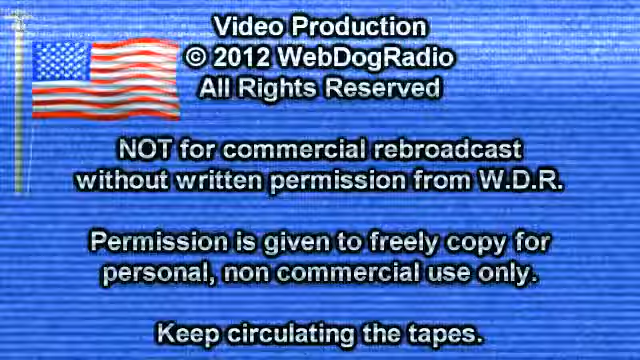 Video Production
© 2012 WebDogRadio
All Rights Reserved
NOT for commercial rebroadcast
without written permission from W.D.R.
Permission is given to freely copy for
personal, non commercial use only.
Keep circulating the tapes.